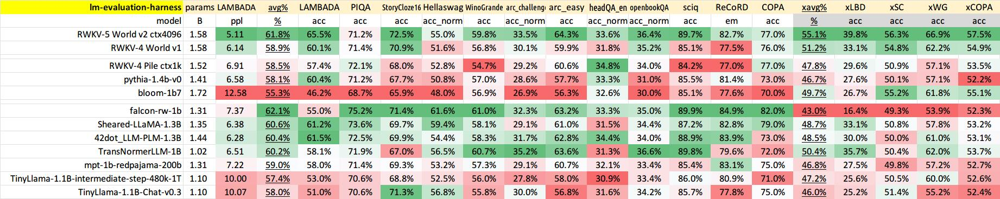 lm-evaluation-harness params LAMBADA avg% LAMBADA PIQA StoryCloze16 Hellaswag WinoGrande arc_challenge arc_easy headQA_en openbookQA sciq ReCoRD COPA xavg% xLBD xSC xWG xCOPA
model B ppl % acc acc acc acc_norm acc acc_norm acc acc_norm acc_norm acc em acc % acc acc acc acc
RWKV-5 World v2 ctx4096 1.58 5.11 61.8% 65.5% 71.2% 72.5% 55.0% 59.8% 33.5% 64.3% 33.6% 36.4% 89.7% 82.7% 77.0% 55.1% 39.8% 56.3% 66.9% 57.5%
RWKV-4 World v1 1.58 6.14 58.9% 60.1% 71.4% 70.9% 51.6% 56.8% 30.1% 59.9% 31.8% 35.2% 85.1% 77.5% 76.0% 51.2% 33.1% 54.8% 62.2% 54.9%
RWKV-4 Pile ctx1k 1.52 6.91 58.5% 57.4% 72.1% 68.0% 52.8% 54.7% 29.2% 60.6% 34.8% 34.0% 84.2% 77.0% 77.0% 47.8% 29.6% 50.9% 57.1% 53.5%
pythia-1.4b-v0 1.41 6.58 58.1% 60.4% 71.2% 67.7% 50.8% 57.0% 28.6% 57.7% 33.3% 31.0% 85.5% 81.4% 73.0% 46.7% 27.6% 50.1% 57.1% 52.2%
bloom-1b7 1.72 12.58 55.3% 46.2% 68.7% 65.9% 48.0% 56.9% 26.9% 56.3% 32.6% 30.0% 85.1% 77.6% 70.0% 49.7% 26.7% 55.2% 61.8% 55.1%
falcon-rw-1b 1.31 7.37 62.1% 55.0% 75.2% 71.4% 61.6% 61.0% 32.3% 63.2% 33.3% 35.0% 89.9% 84.9% 82.0% 43.0% 16.4% 49.3% 53.9% 52.3%
Sheared-LLaMA-1.3B 1.35 6.38 60.6% 61.2% 73.6% 69.7% 59.4% 58.1% 29.1% 61.0% 31.5% 34.4% 87.2% 82.8% 79.0% 48.7% 33.1% 50.8% 57.8% 53.2%
42dot_LLM-PLM-1.3B 1.44 6.28 60.4% 61.5% 72.5% 69.9% 54.4% 58.3% 31.7% 62.8% 34.4% 34.0% 88.9% 83.9% 72.0% 48.5% 30.0% 50.0% 61.0% 53.1%
TransNormerLLM-1B 1.02 6.51 60.2% 58.1% 71.9% 67.0% 56.5% 60.7% 35.2% 63.6% 31.3% 36.6% 89.8% 79.6% 72.0% 50.4% 35.7% 50.4% 62.0% 53.7%
mpt-1b-redpajama-200b 1.31 7.22 59.0% 58.0% 71.4% 69.3% 53.2% 57.3% 29.1% 60.7% 32.1% 33.4% 85.4% 83.1% 75.0% 46.8% 27.5% 49.8% 57.2% 52.7%
TinyLlama-1.1B-intermediate-step-480k-1T 1.10 10.00 57.4% 53.0% 70.6% 68.8% 52.5% 56.0% 27.8% 58.0% 30.9% 33.4% 86.0% 80.9% 71.0% 47.2% 25.6% 50.5% 60.0% 52.6%
TinyLlama-1.1B-Chat-v0.3 1.10 10.07 58.0% 51.0% 70.6% 71.3% 56.8% 55.8% 30.0% 56.8% 31.6% 34.2% 85.7% 77.8% 75.0% 46.0% 25.2% 51.4% 55.2% 52.4%